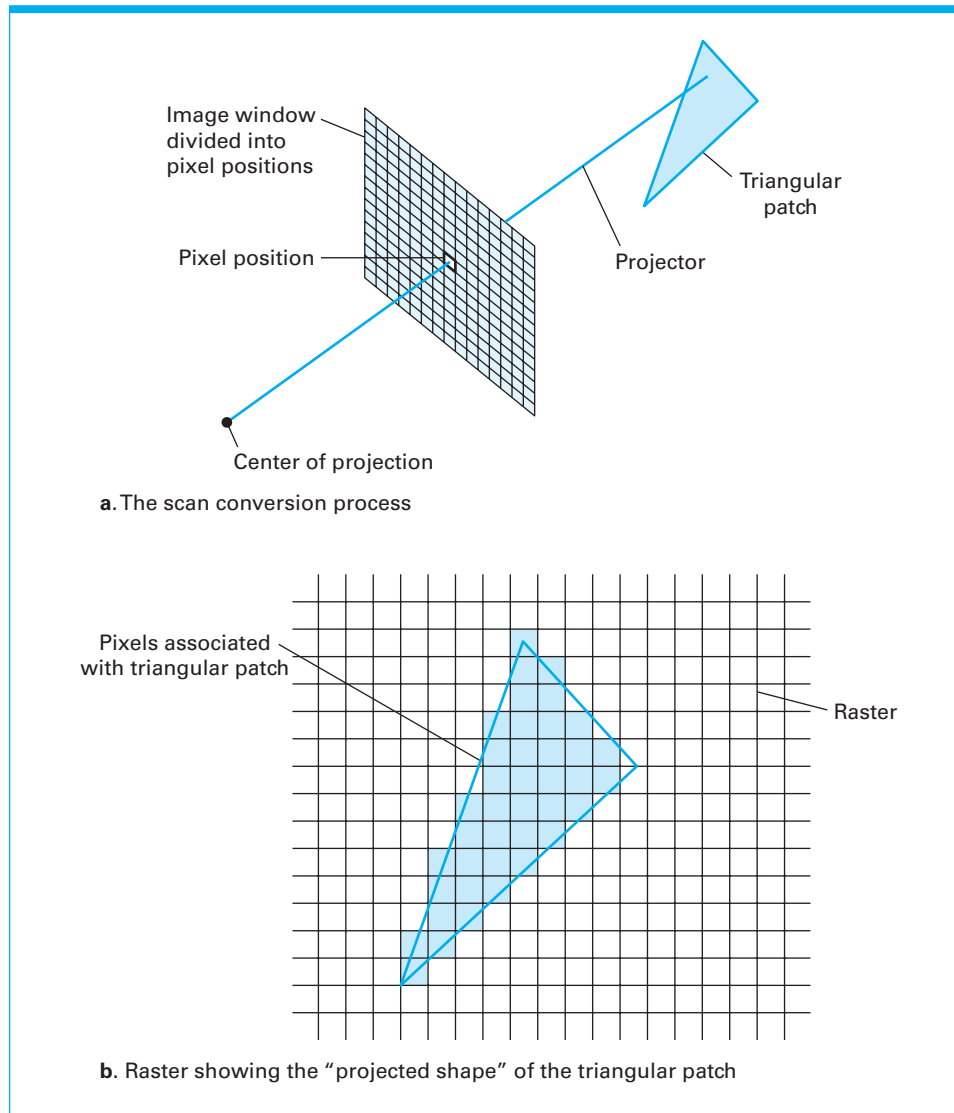 Image window
divided into
pixel positions
Triangular
patch
Pixel position
Projector
Center of projection
a. The scan conversion process
Pixels associated
with triangular patch
Raster
b. Raster showing the “projected shape” of the triangular patch